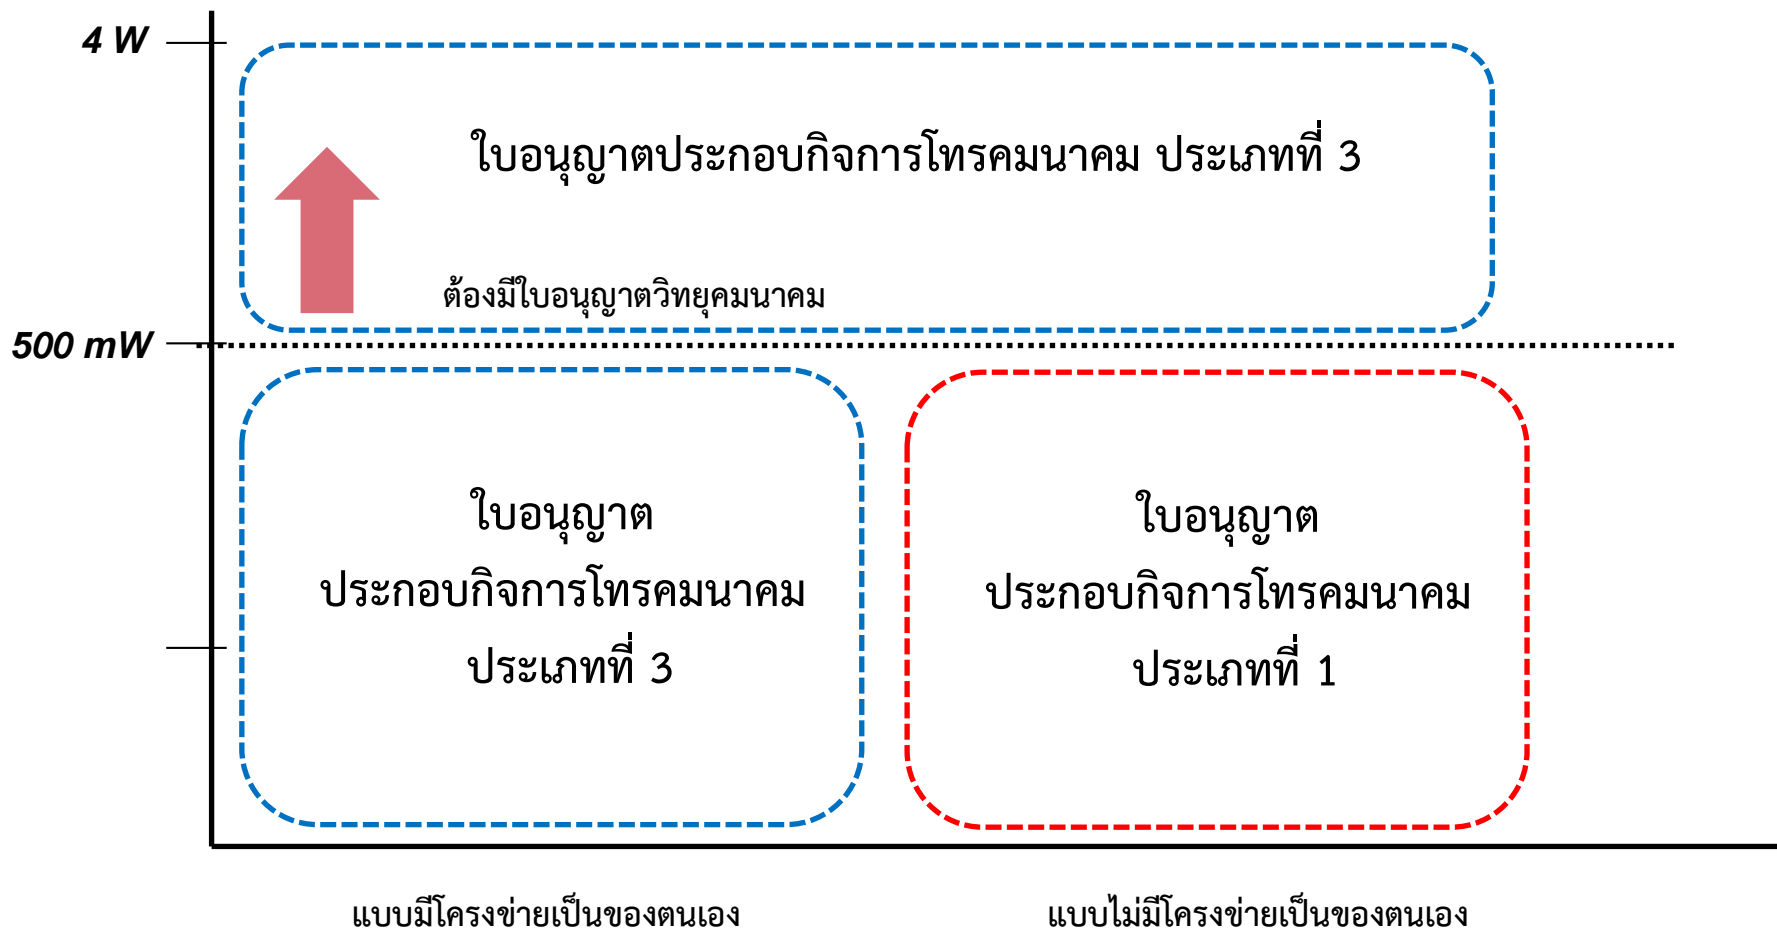 4 W
ใบอนุญาตประกอบกิจการโทรคมนาคม ประเภทที่ 3
ต้องมีใบอนุญาตวิทยุคมนาคม
500 mW
ใบอนุญาต
ประกอบกิจการโทรคมนาคม
ประเภทที่ 3
ใบอนุญาต
ประกอบกิจการโทรคมนาคม
ประเภทที่ 1
แบบมีโครงข่ายเป็นของตนเอง
แบบไม่มีโครงข่ายเป็นของตนเอง